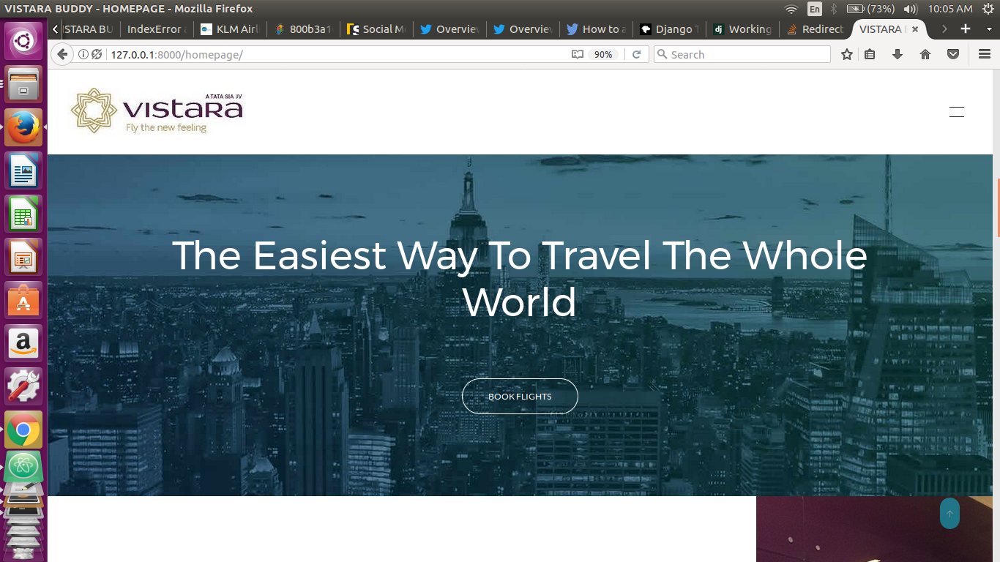 VISTARA BUDDY - HOMEPAGE - Mozilla Firefox
En
(73%)
10:05 AM
ISTARA BU
IndexError
KLM Airl
800b3a1
Social M
Overview
Overview
How to a
Django T
Working
Redirect
VISTARA
127.0.0.1:8000/homepage/
90%
Search
A TATA SIA JV
VISTARA
Fly the new feeling
The Easiest Way To Travel The Whole
World
BOOK FLIGHTS